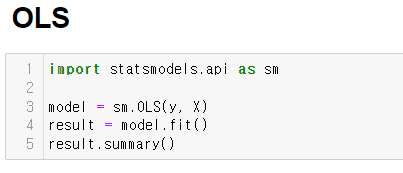 OLS
1 import statsmodels.api as sm
2
3 model = sm.OLS(y, X)
4 result = model.fit()
5 result.summary()